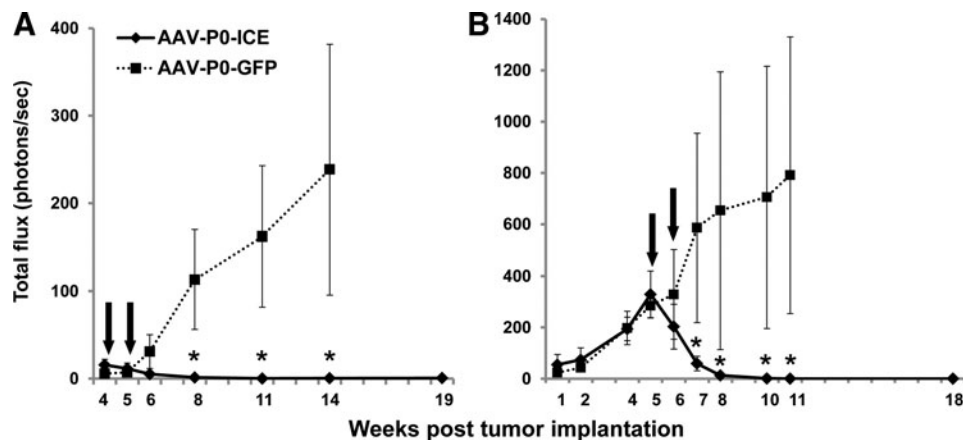 A
AAV-P0-ICE
AAV-P0-GFP
Total flux (photons/sec)
400
300
200
100
0
* * *
4 5 6 8 11 14 19
B
1400
1200
1000
800
600
400
200
0
* * * *
1 2 4 5 6 7 8 10 11 18
Weeks post tumor implantation